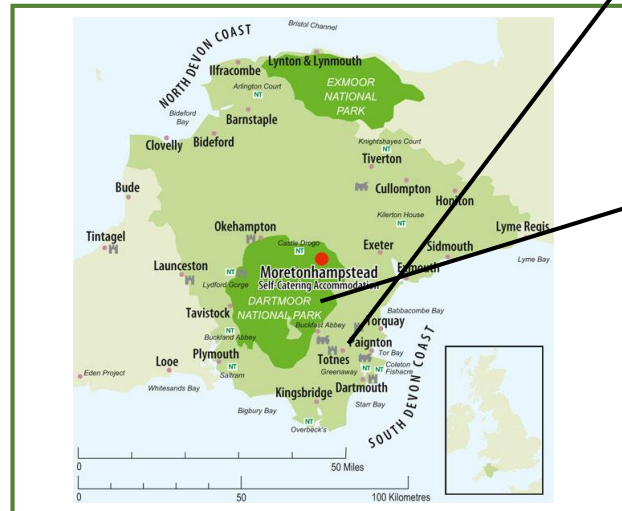 Bristol Channel
NORTH DEVON COAST
Lynton & Lynmouth
Ilfracombe
Arlington Court
NT
EXMOOR
NATIONAL
PARK
Bideford
Bay
Barnstaple
Clovelly
Bideford
Knightshayes Court
NT
Tiverton
Bude
Cullompton
Honiton
Killerton House
NT
Okehampton
Tintagel
Castle Drogo
NT
Exeter
Sidmouth
Lyme Regis
Lyme Bay
Launceston
NT
Lydford Gorge
Moretonhampstead
Self-Catering Accommodation
Exmouth
DARTMOOR
NATIONAL PARK
Tavistock
Babbacombe Bay
Buckfast Abbey
Torquay
NT
Buckland Abbey
Paignton
Tor Bay
Looe
Plymouth
Totnes
Eden Project
NT
Saltram
Greenway
NT
NT
Coleton
Fishacre
Whitesands Bay
Kingsbridge
Dartmouth
Bigbury Bay
Starr Bay
NT
Overbeck's
SOUTH DEVON COAST
0
50 Miles
0
50
100 Kilometres